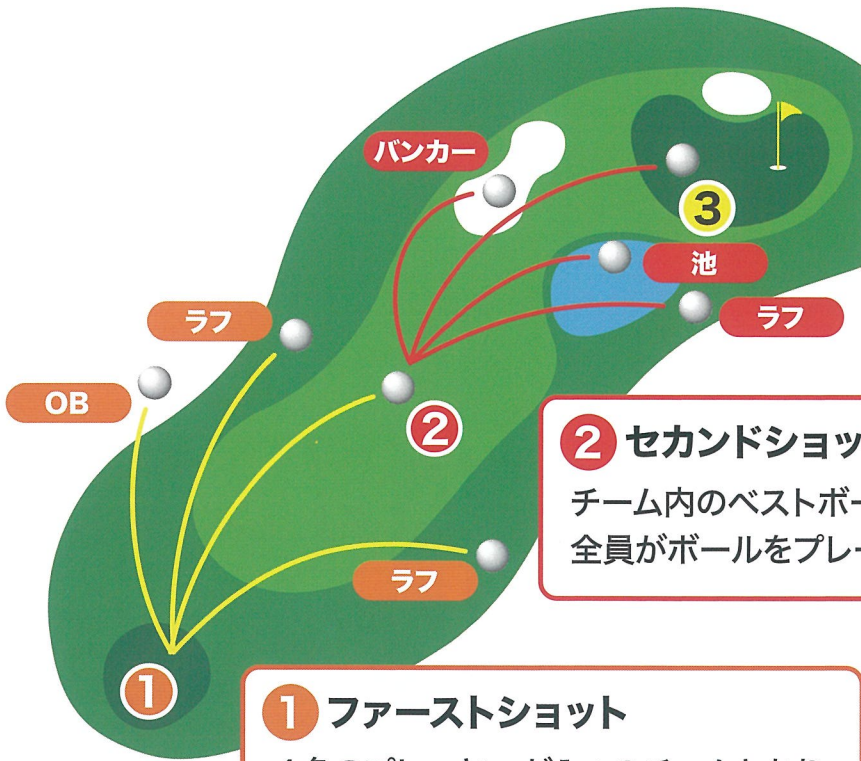 バンカー
3
池
ラフ
ラフ
OB
2
2 セカンドショッ
チーム内のベストボー
全員がボールをプレー
ラフ
1
1 ファーストショット